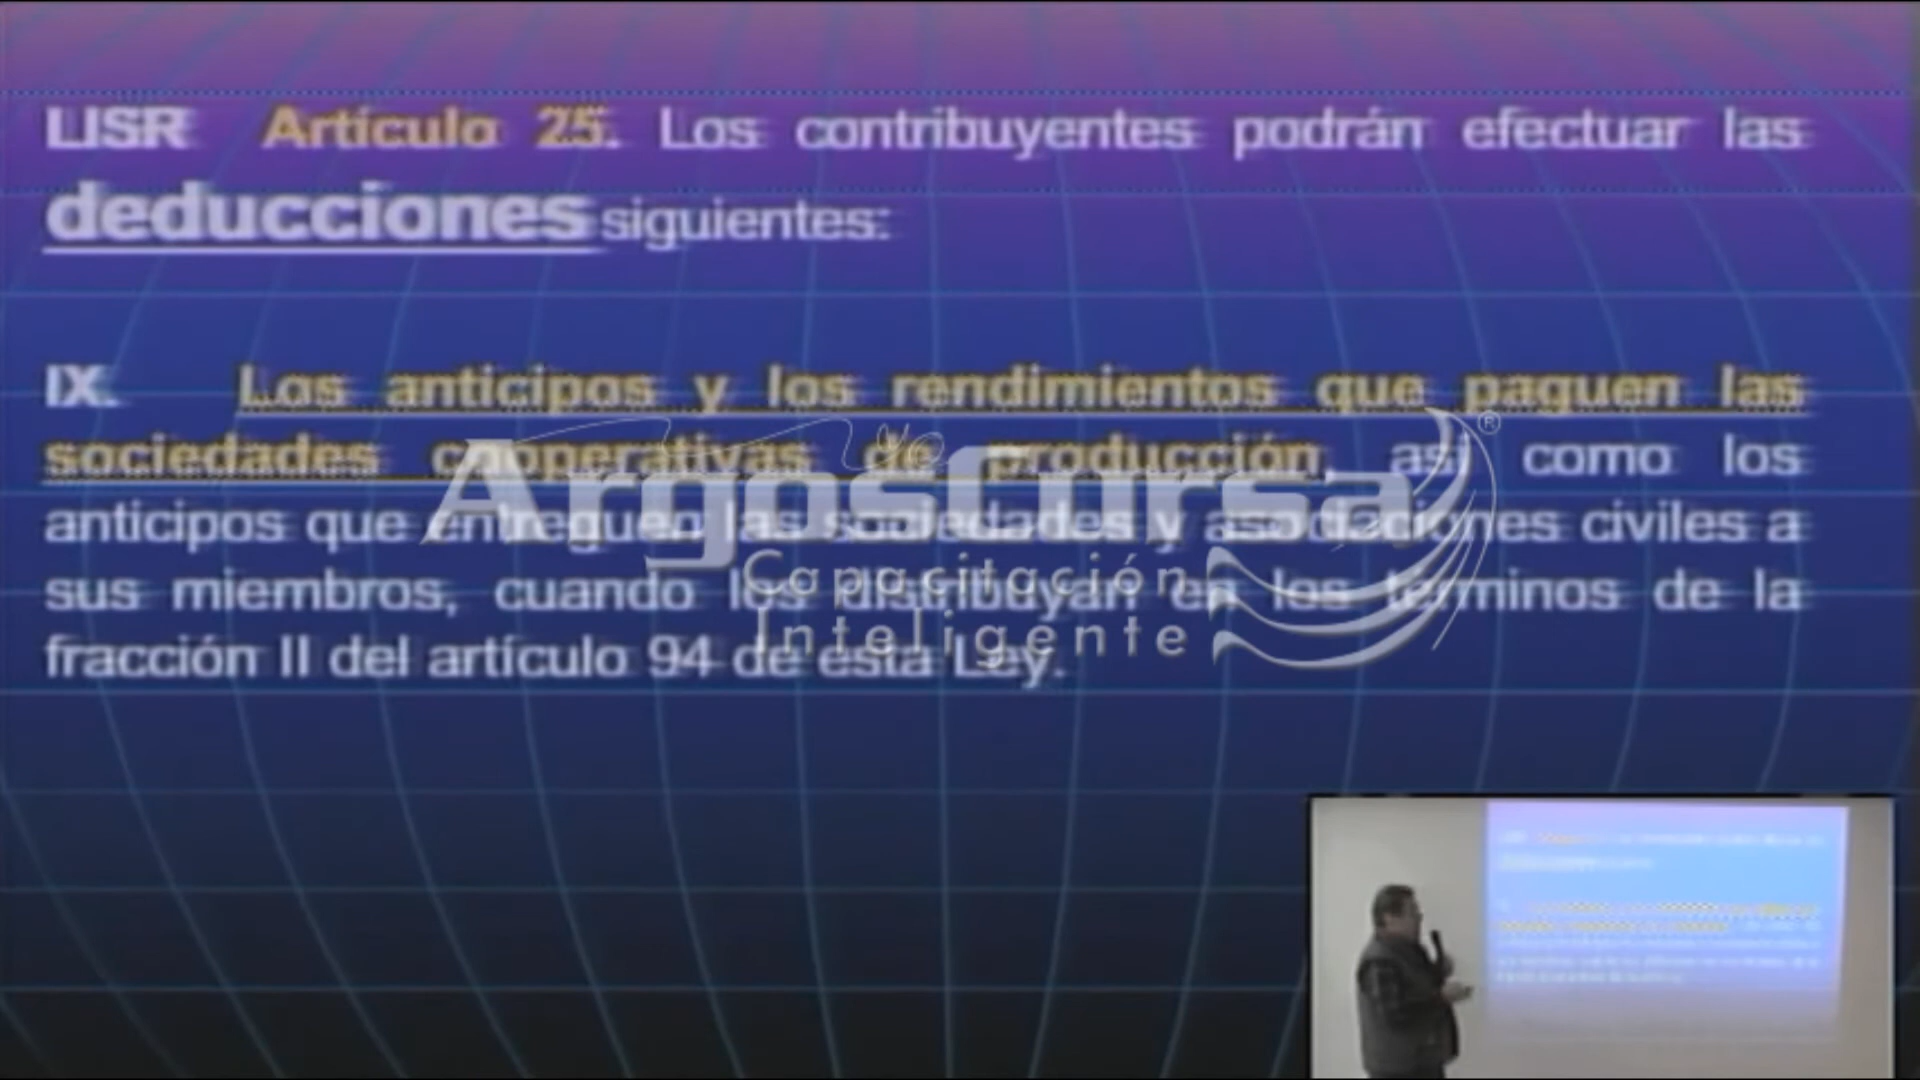 LISR Artículo 25. Los contribuyentes podrán efectuar las
deducciones siguientes:
IX. Los anticipos y los rendimientos que paguen las
sociedades cooperativas de producción, así como los
anticipos que entreguen las sociedades y asociaciones civiles a
sus miembros, cuando los distribuyan en los términos de la
fracción II del artículo 94 de esta Ley.
ArgosCursa ®
Capacitación
Inteligente